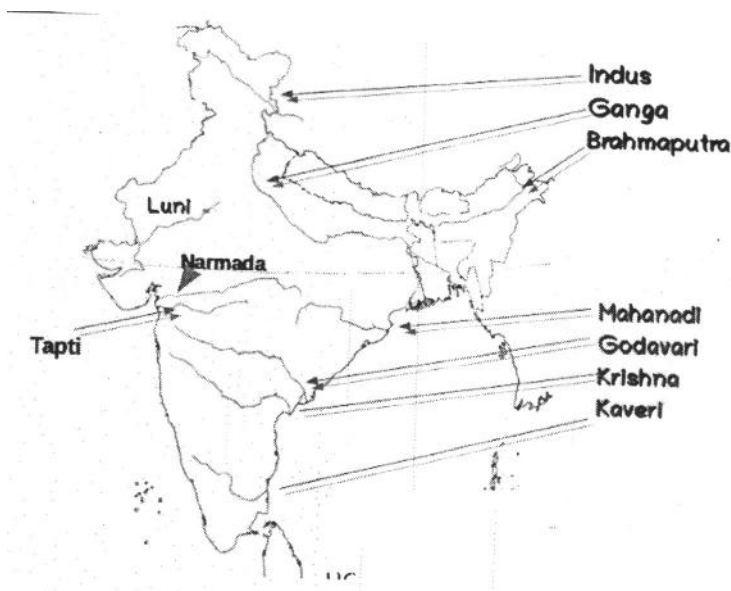 Indus
Ganga
Brahmaputra
Luni
Narmada
Mahanadi
Tapti
Godavari
Krishna
Kaveri